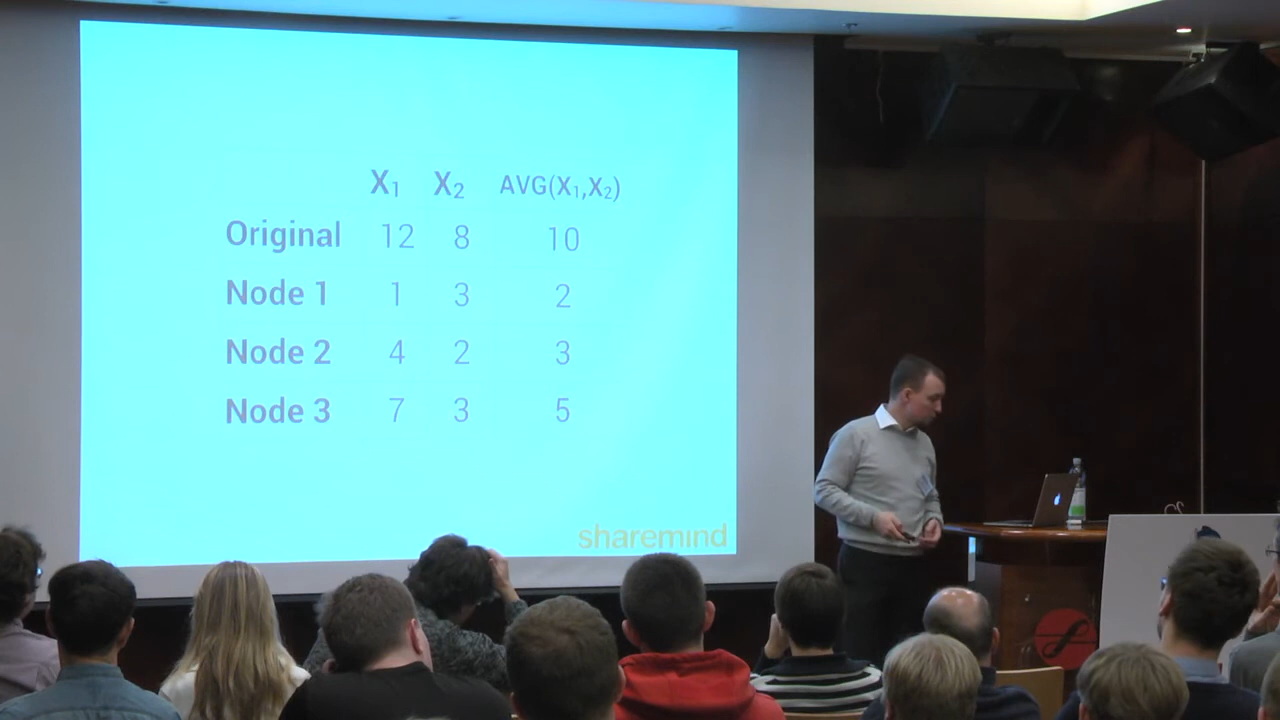 X₁ X₂ AVG(X₁,X₂)
Original 12 8 10
Node 1 1 3 2
Node 2 4 2 3
Node 3 7 3 5
sharemind